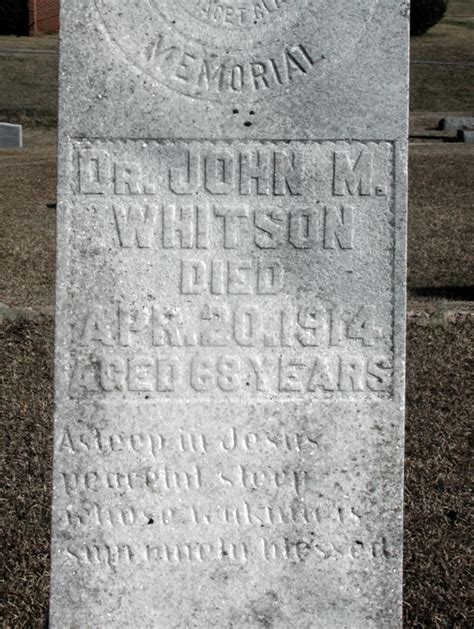 MEMORIAL
DR. JOHN M.
WHITSON
DIED
APR. 20. 1914
AGED 68 YEARS
Asleep in Jesus
peaceful sleep
whose waking is
supremely blessed